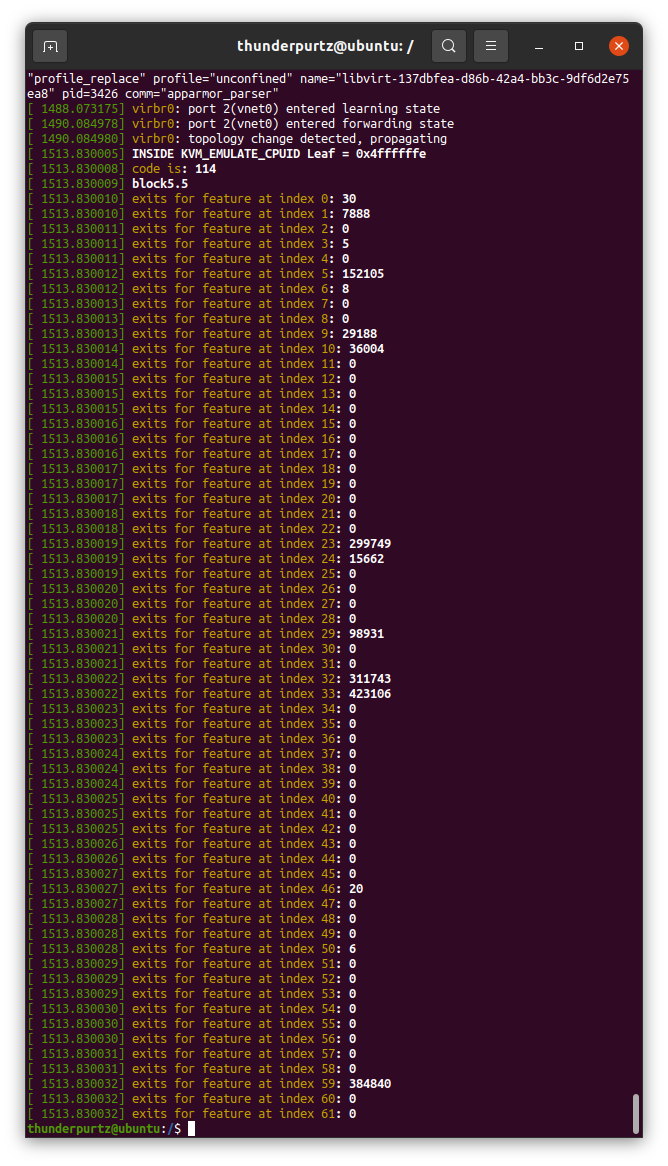 thunderpurtz@ubuntu: /
"profile_replace" profile="unconfined" name="libvirt-137dbfea-d86b-42a4-bb3c-9df6d2e75
ea8" pid=3426 comm="apparmor_parser"
[ 1488.073175] virbr0: port 2(vnet0) entered learning state
[ 1490.084978] virbr0: port 2(vnet0) entered forwarding state
[ 1490.084980] virbr0: topology change detected, propagating
[ 1513.830005] INSIDE KVM_EMULATE_CPUID Leaf = 0x4ffffffe
[ 1513.830008] code is: 114
[ 1513.830009] block5.5
[ 1513.830010] exits for feature at index 0: 30
[ 1513.830010] exits for feature at index 1: 7888
[ 1513.830011] exits for feature at index 2: 0
[ 1513.830011] exits for feature at index 3: 5
[ 1513.830011] exits for feature at index 4: 0
[ 1513.830012] exits for feature at index 5: 152105
[ 1513.830012] exits for feature at index 6: 8
[ 1513.830013] exits for feature at index 7: 0
[ 1513.830013] exits for feature at index 8: 0
[ 1513.830013] exits for feature at index 9: 29188
[ 1513.830014] exits for feature at index 10: 36004
[ 1513.830014] exits for feature at index 11: 0
[ 1513.830015] exits for feature at index 12: 0
[ 1513.830015] exits for feature at index 13: 0
[ 1513.830015] exits for feature at index 14: 0
[ 1513.830016] exits for feature at index 15: 0
[ 1513.830016] exits for feature at index 16: 0
[ 1513.830016] exits for feature at index 17: 0
[ 1513.830017] exits for feature at index 18: 0
[ 1513.830017] exits for feature at index 19: 0
[ 1513.830017] exits for feature at index 20: 0
[ 1513.830018] exits for feature at index 21: 0
[ 1513.830018] exits for feature at index 22: 0
[ 1513.830019] exits for feature at index 23: 299749
[ 1513.830019] exits for feature at index 24: 15662
[ 1513.830019] exits for feature at index 25: 0
[ 1513.830020] exits for feature at index 26: 0
[ 1513.830020] exits for feature at index 27: 0
[ 1513.830020] exits for feature at index 28: 0
[ 1513.830021] exits for feature at index 29: 98931
[ 1513.830021] exits for feature at index 30: 0
[ 1513.830021] exits for feature at index 31: 0
[ 1513.830022] exits for feature at index 32: 311743
[ 1513.830022] exits for feature at index 33: 423106
[ 1513.830023] exits for feature at index 34: 0
[ 1513.830023] exits for feature at index 35: 0
[ 1513.830023] exits for feature at index 36: 0
[ 1513.830024] exits for feature at index 37: 0
[ 1513.830024] exits for feature at index 38: 0
[ 1513.830024] exits for feature at index 39: 0
[ 1513.830025] exits for feature at index 40: 0
[ 1513.830025] exits for feature at index 41: 0
[ 1513.830025] exits for feature at index 42: 0
[ 1513.830026] exits for feature at index 43: 0
[ 1513.830026] exits for feature at index 44: 0
[ 1513.830027] exits for feature at index 45: 0
[ 1513.830027] exits for feature at index 46: 20
[ 1513.830027] exits for feature at index 47: 0
[ 1513.830028] exits for feature at index 48: 0
[ 1513.830028] exits for feature at index 49: 0
[ 1513.830028] exits for feature at index 50: 6
[ 1513.830029] exits for feature at index 51: 0
[ 1513.830029] exits for feature at index 52: 0
[ 1513.830029] exits for feature at index 53: 0
[ 1513.830030] exits for feature at index 54: 0
[ 1513.830030] exits for feature at index 55: 0
[ 1513.830030] exits for feature at index 56: 0
[ 1513.830031] exits for feature at index 57: 0
[ 1513.830031] exits for feature at index 58: 0
[ 1513.830032] exits for feature at index 59: 384840
[ 1513.830032] exits for feature at index 60: 0
[ 1513.830032] exits for feature at index 61: 0
thunderpurtz@ubuntu:/$